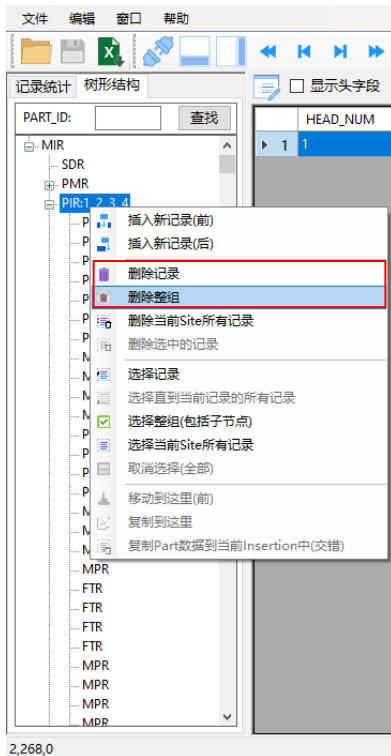 文件 编辑 窗口 帮助
记录统计 树形结构
显示头字段
PART_ID: 查找
HEAD_NUM
1 1
MIR
SDR
PMR
PIR:1, 2, 3, 4
插入新记录(前)
插入新记录(后)
删除记录
删除整组
删除当前Site所有记录
删除选中的记录
选择记录
选择直到当前记录的所有记录
选择整组(包括子节点)
选择当前Site所有记录
取消选择(全部)
移动到这里(前)
复制到这里
复制Part数据到当前Insertion中(交错)
MPR
FTR
FTR
FTR
FTR
MPR
MPR
MPR
MPR
2,268,0